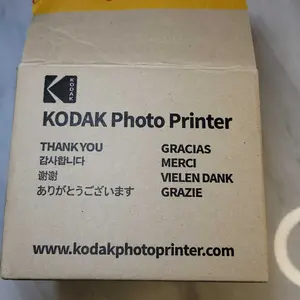 KODAK
KODAK Photo Printer
THANK YOU
감사합니다
谢谢
ありがとうございます
GRACIAS
MERCI
VIELEN DANK
GRAZIE
www.kodakphotoprinter.com